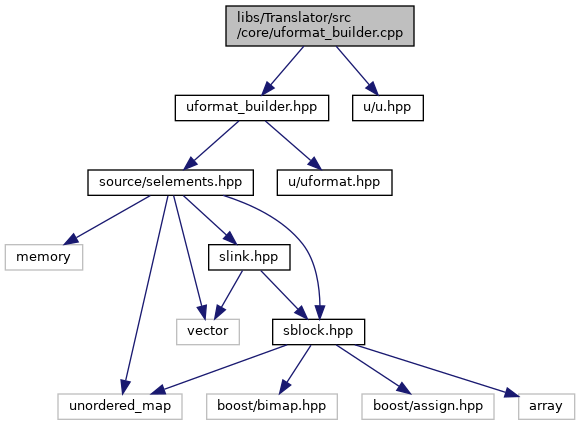 libs/Translator/src
/core/uformat_builder.cpp
uformat_builder.hpp
u/u.hpp
source/selements.hpp
u/uformat.hpp
memory
slink.hpp
vector
sblock.hpp
unordered_map
boost/bimap.hpp
boost/assign.hpp
array